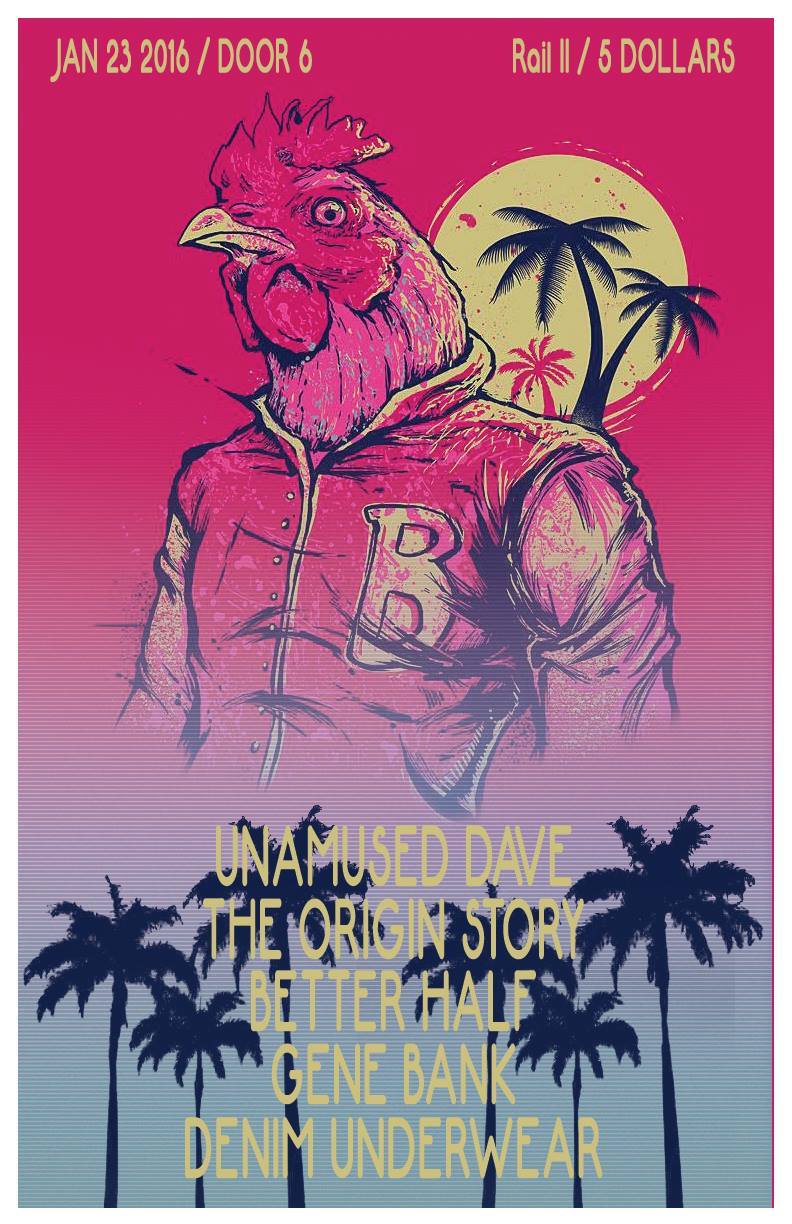 JAN 23 2016 / DOOR 6
Rail II / 5 DOLLARS
B
UNAMUSED DAVE
THE ORIGIN STORY
BETTER HALF
GENE BANK
DENIM UNDERWEAR